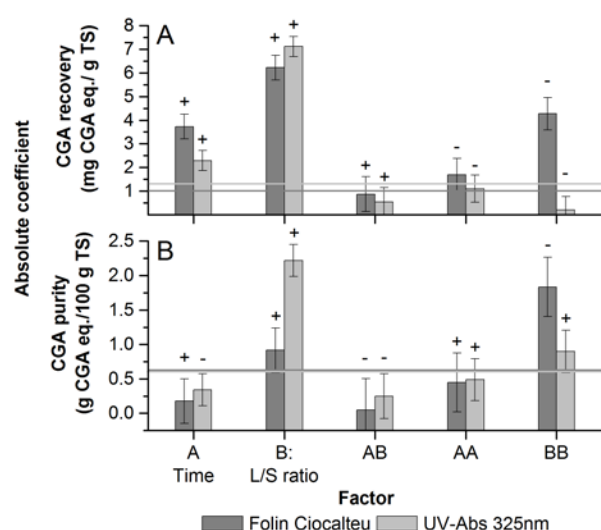 Absolute coefficient
CGA recovery
(mg CGA eq./ g TS)
A
8
7
6
5
4
3
2
1
+
+
+
+
+
+
-
-
-
-
CGA purity
(g CGA eq./100 g TS)
B
2.5
2.0
1.5
1.0
0.5
0.0
+
-
+
+
-
-
+
+
-
+
A
B:
AB
AA
BB
Time
L/S ratio
Factor
Folin Ciocalteu
UV-Abs 325nm